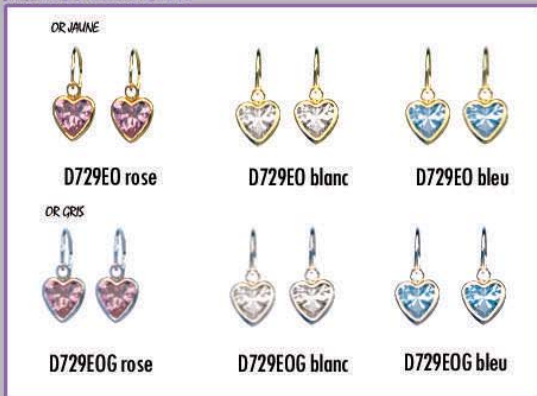 OR JAUNE
D729EO rose D729EO blanc D729EO bleu
OR GRIS
D729EOG rose D729EOG blanc D729EOG bleu